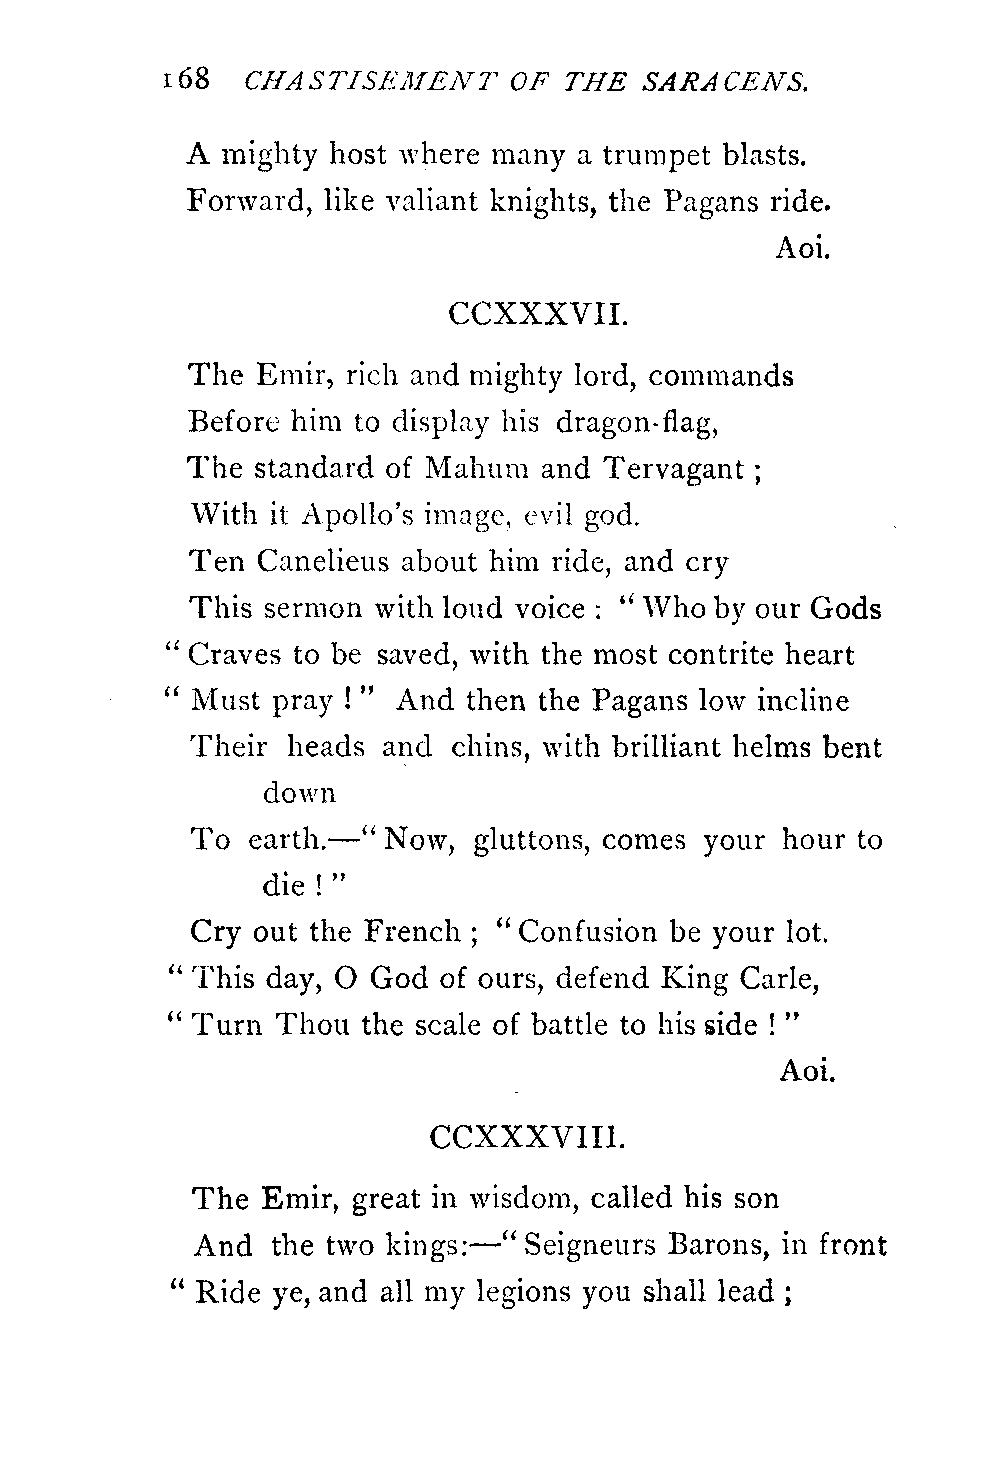 168 CHASTISEMENT OF THE SARACENS.
A mighty host where many a trumpet blasts.
Forward, like valiant knights, the Pagans ride.
Aoi.
CCXXXVII.
The Emir, rich and mighty lord, commands
Before him to display his dragon-flag,
The standard of Mahum and Tervagant ;
With it Apollo's image, evil god.
Ten Canelieus about him ride, and cry
This sermon with loud voice : “ Who by our Gods
“ Craves to be saved, with the most contrite heart
“ Must pray ! ” And then the Pagans low incline
Their heads and chins, with brilliant helms bent
down
To earth.—“ Now, gluttons, comes your hour to
die ! ”
Cry out the French ; “ Confusion be your lot.
“ This day, O God of ours, defend King Carle,
“ Turn Thou the scale of battle to his side ! ”
Aoi.
CCXXXVIII.
The Emir, great in wisdom, called his son
And the two kings:—“ Seigneurs Barons, in front
“ Ride ye, and all my legions you shall lead ;